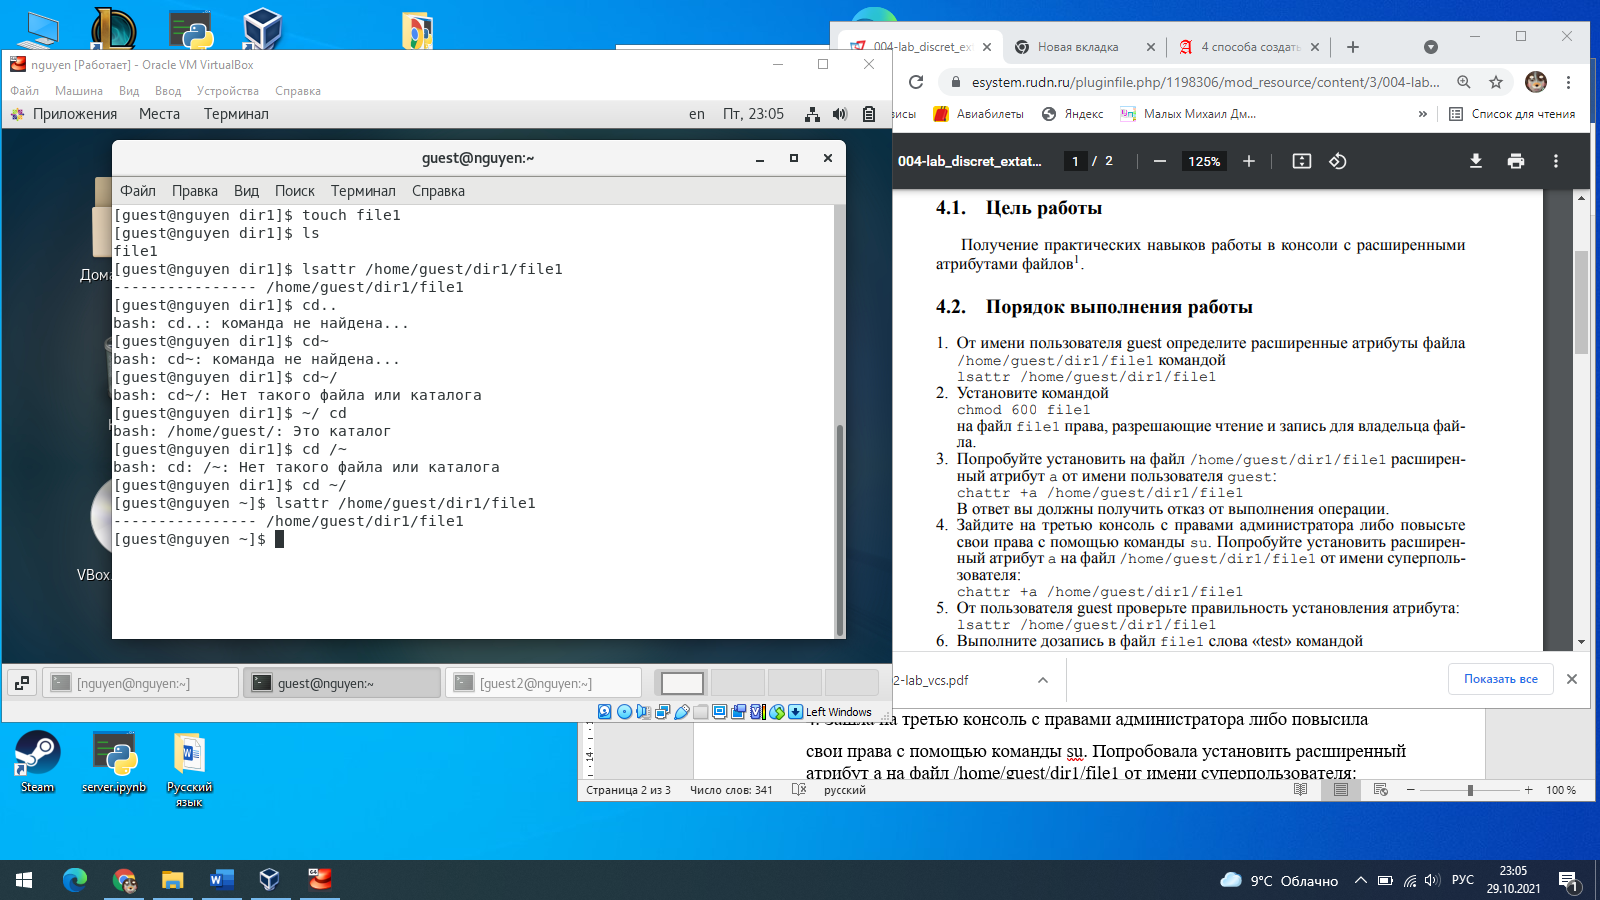 nguyen [Работает] - Oracle VM VirtualBox
Файл Машина Вид Ввод Устройства Справка
Приложения Места Терминал en Пт, 23:05
guest@nguyen:~
Файл Правка Вид Поиск Терминал Справка
[guest@nguyen dir1]$ touch file1
[guest@nguyen dir1]$ ls
file1
[guest@nguyen dir1]$ lsattr /home/guest/dir1/file1
---------------- /home/guest/dir1/file1
[guest@nguyen dir1]$ cd..
bash: cd..: команда не найдена...
[guest@nguyen dir1]$ cd~
bash: cd~: команда не найдена...
[guest@nguyen dir1]$ cd~/
bash: cd~/: Нет такого файла или каталога
[guest@nguyen dir1]$ ~/ cd
bash: /home/guest/: Это каталог
[guest@nguyen dir1]$ cd /~
bash: cd: /~: Нет такого файла или каталога
[guest@nguyen dir1]$ cd ~/
[guest@nguyen ~]$ lsattr /home/guest/dir1/file1
---------------- /home/guest/dir1/file1
[guest@nguyen ~]$
Дома
VBox
[nguyen@nguyen:~]
guest@nguyen:~
[guest2@nguyen:~]
Left Windows
004-lab_discret_ext
Новая вкладка
4 способа создать
esystem.rudn.ru/pluginfile.php/1198306/mod_resource/content/3/004-lab...
исы Авиабилеты Яндекс Малых Михаил Дм... » Список для чтения
004-lab_discret_extat... 1 / 2 125%
4.1. Цель работы
Получение практических навыков работы в консоли с расширенными
атрибутами файлов1.
4.2. Порядок выполнения работы
1. От имени пользователя guest определите расширенные атрибуты файла
/home/guest/dir1/file1 командой
lsattr /home/guest/dir1/file1
2. Установите командой
chmod 600 file1
на файл file1 права, разрешающие чтение и запись для владельца фай-
ла.
3. Попробуйте установить на файл /home/guest/dir1/file1 расширен-
ный атрибут a от имени пользователя guest:
chattr +a /home/guest/dir1/file1
В ответ вы должны получить отказ от выполнения операции.
4. Зайдите на третью консоль с правами администратора либо повысьте
свои права с помощью команды su. Попробуйте установить расширен-
ный атрибут a на файл /home/guest/dir1/file1 от имени суперполь-
зователя:
chattr +a /home/guest/dir1/file1
5. От пользователя guest проверьте правильность установления атрибута:
lsattr /home/guest/dir1/file1
6. Выполните дозапись в файл file1 слова «test» командой
2-lab_vcs.pdf
Показать все
4. Зашла на третью консоль с правами администратора либо повысила
свои права с помощью команды su. Попробовала установить расширенный
атрибут а на файл /home/guest/dir1/file1 от имени суперпользователя:
Страница 2 из 3 Число слов: 341 русский 100 %
Steam
server.ipynb
Русский
язык
9°C Облачно
РУС
23:05
29.10.2021
1